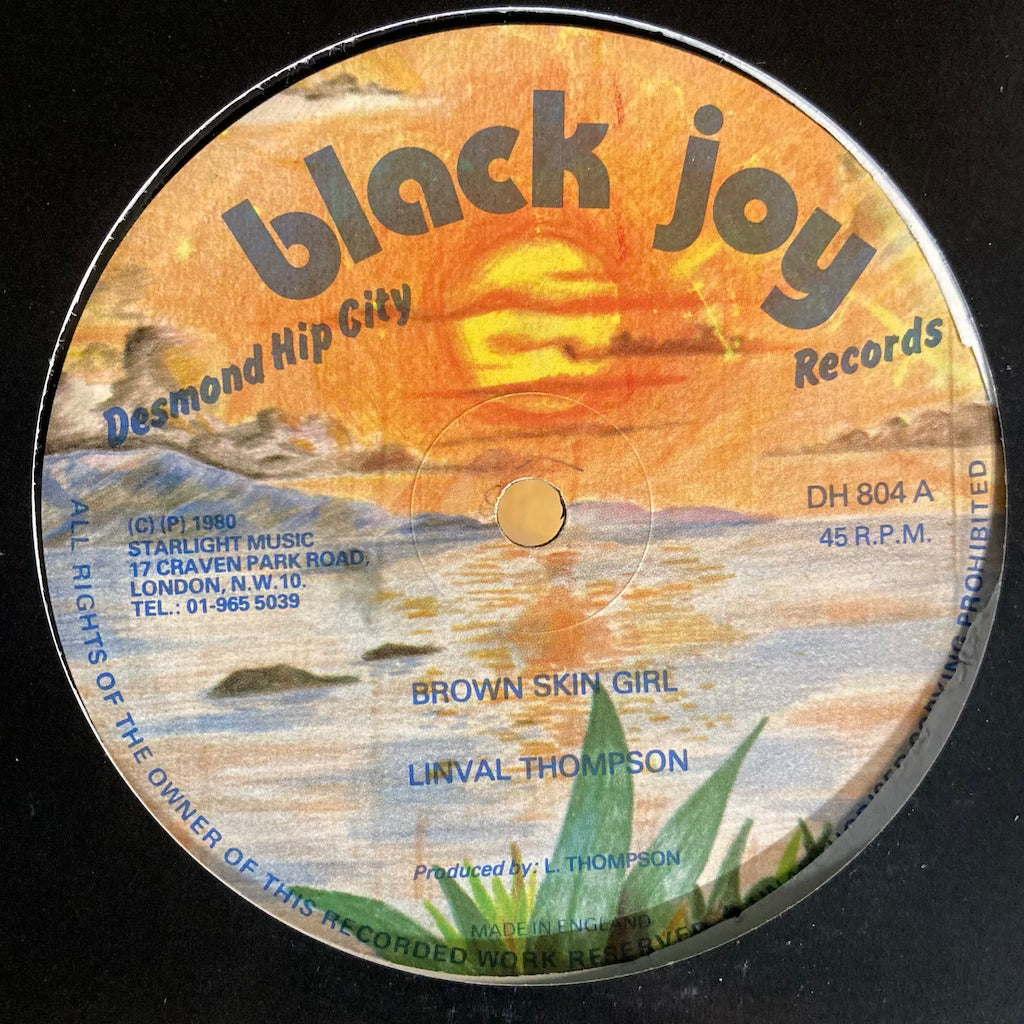 black joy
Desmond Hip City
Records
DH 804 A
45 R.P.M.
(C) (P) 1980
STARLIGHT MUSIC
17 CRAVEN PARK ROAD,
LONDON, N.W.10.
TEL.: 01-965 5039
BROWN SKIN GIRL
LINVAL THOMPSON
Produced by: L. THOMPSON
MADE IN ENGLAND
ALL RIGHTS OF THE OWNER OF THIS RECORDED WORK RESERVED COPYING PROHIBITED